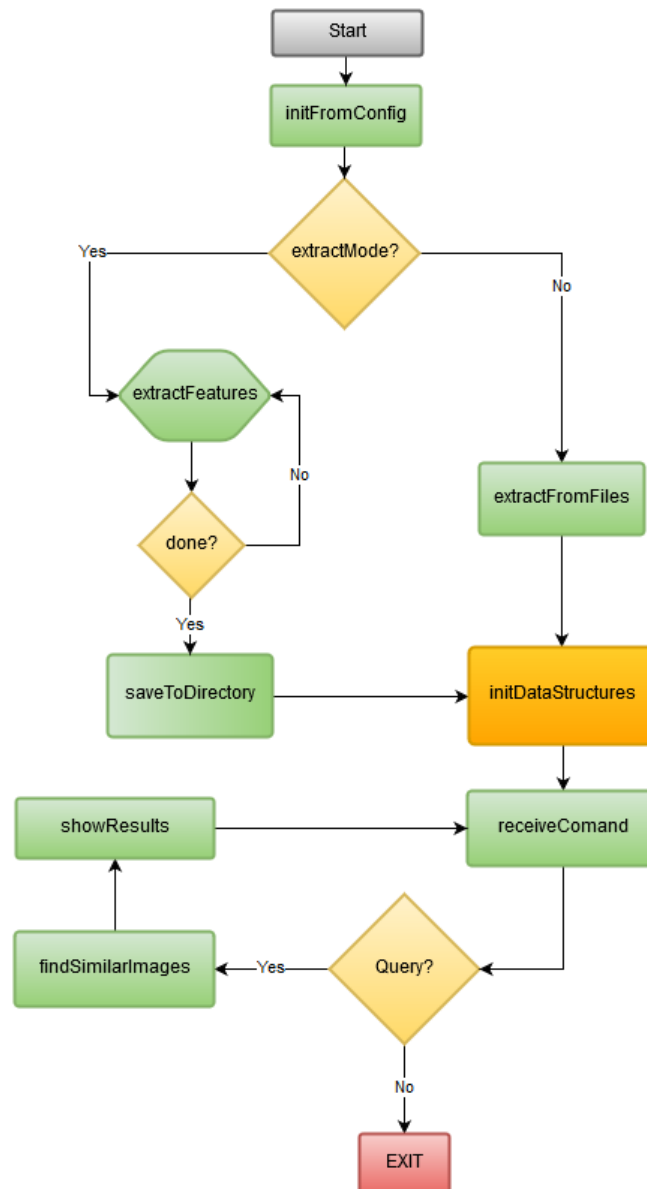 Start
initFromConfig
extractMode?
Yes
No
extractFeatures
No
extractFromFiles
done?
Yes
saveToDirectory
initDataStructures
showResults
receiveComand
findSimilarImages
Yes
Query?
No
EXIT